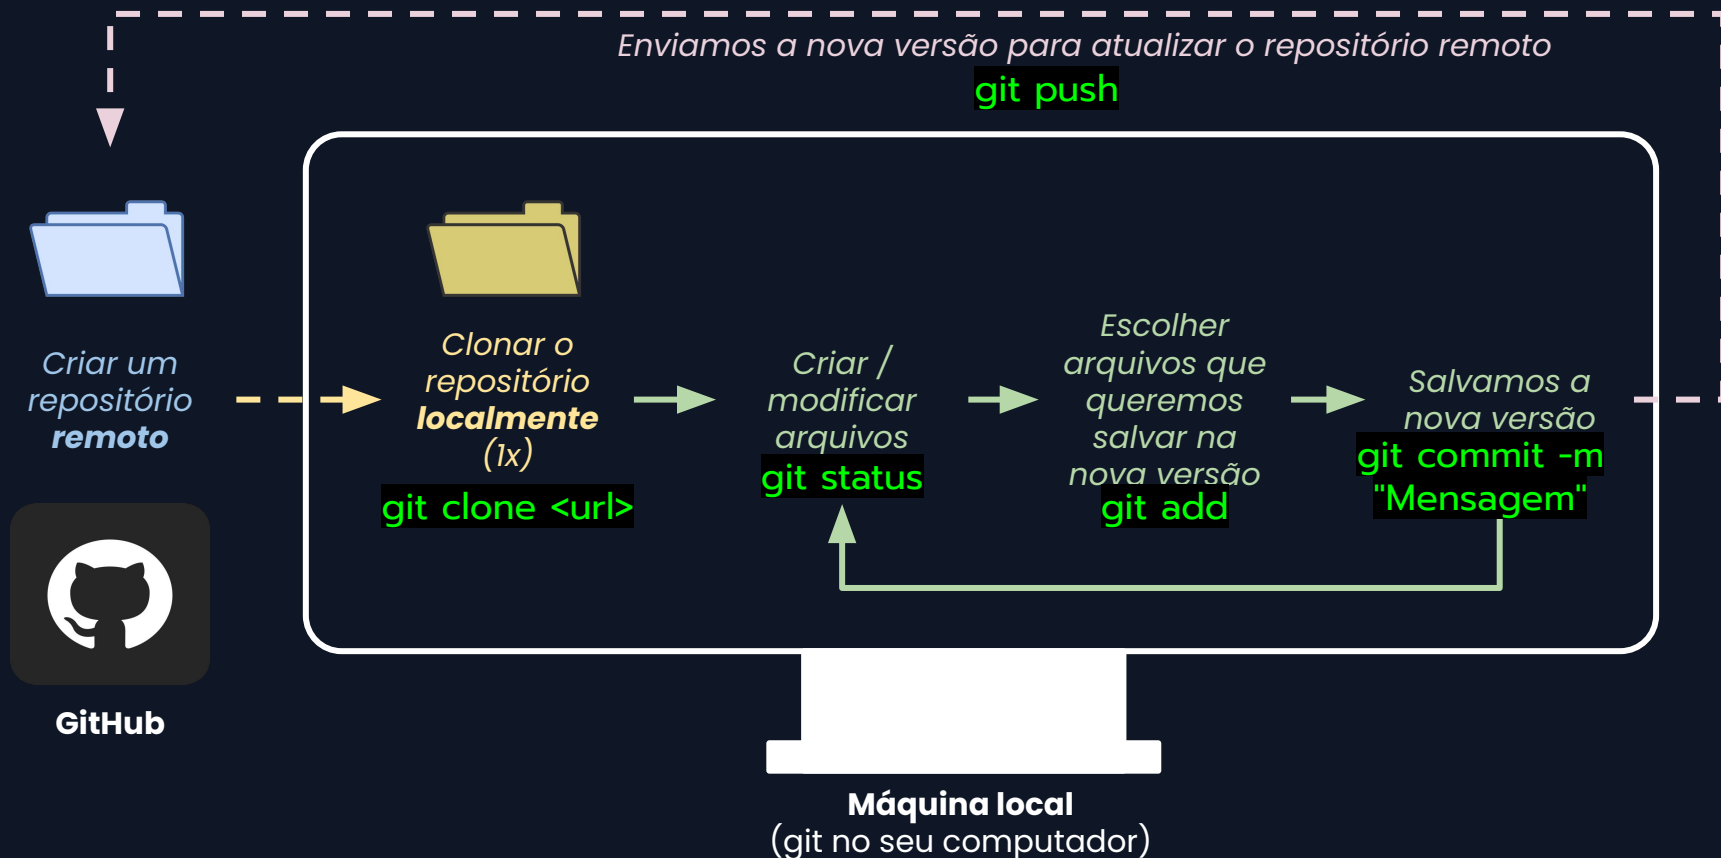 Enviamos a nova versão para atualizar o repositório remoto
git push
Criar um
repositório
remoto
GitHub
Clonar o
repositório
localmente
(1x)
git clone <url>
Criar /
modificar
arquivos
git status
Escolher
arquivos que
queremos
salvar na
nova versão
git add
Salvamos a
nova versão
git commit -m
"Mensagem"
Máquina local
(git no seu computador)